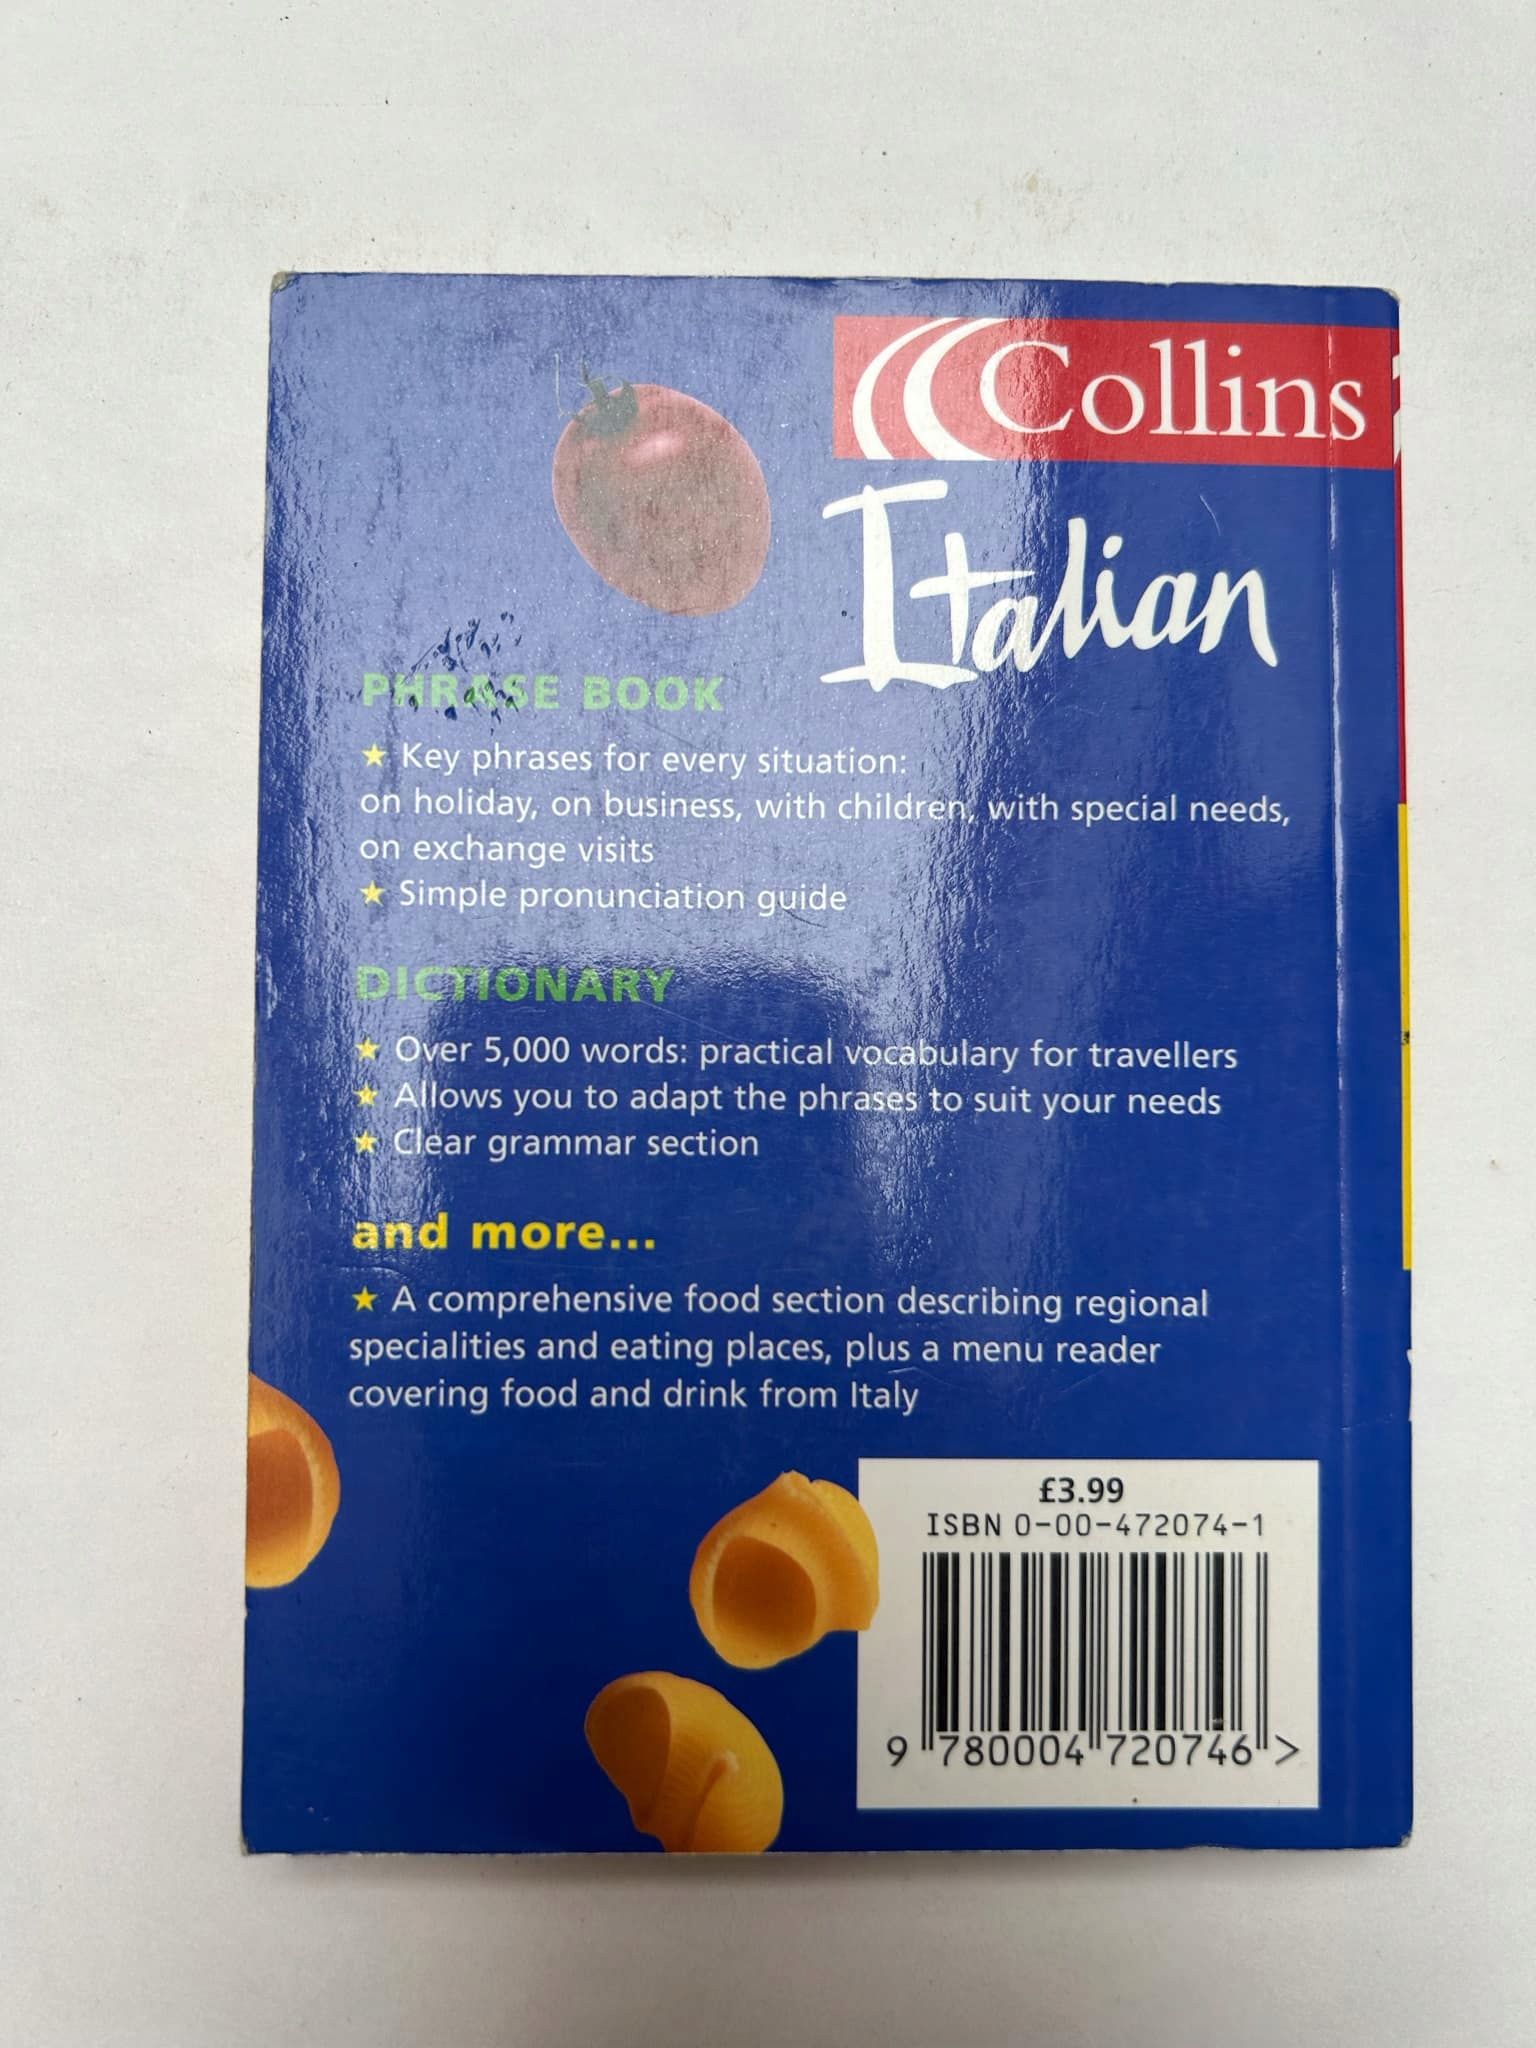 Collins
Italian
PHRASE BOOK
★ Key phrases for every situation:
on holiday, on business, with children, with special needs,
on exchange visits
★ Simple pronunciation guide
DICTIONARY
★ Over 5,000 words: practical vocabulary for travellers
★ Allows you to adapt the phrases to suit your needs
★ Clear grammar section
and more...
★ A comprehensive food section describing regional
specialities and eating places, plus a menu reader
covering food and drink from Italy
£3.99
ISBN 0-00-472074-1
9 780004 720746 >